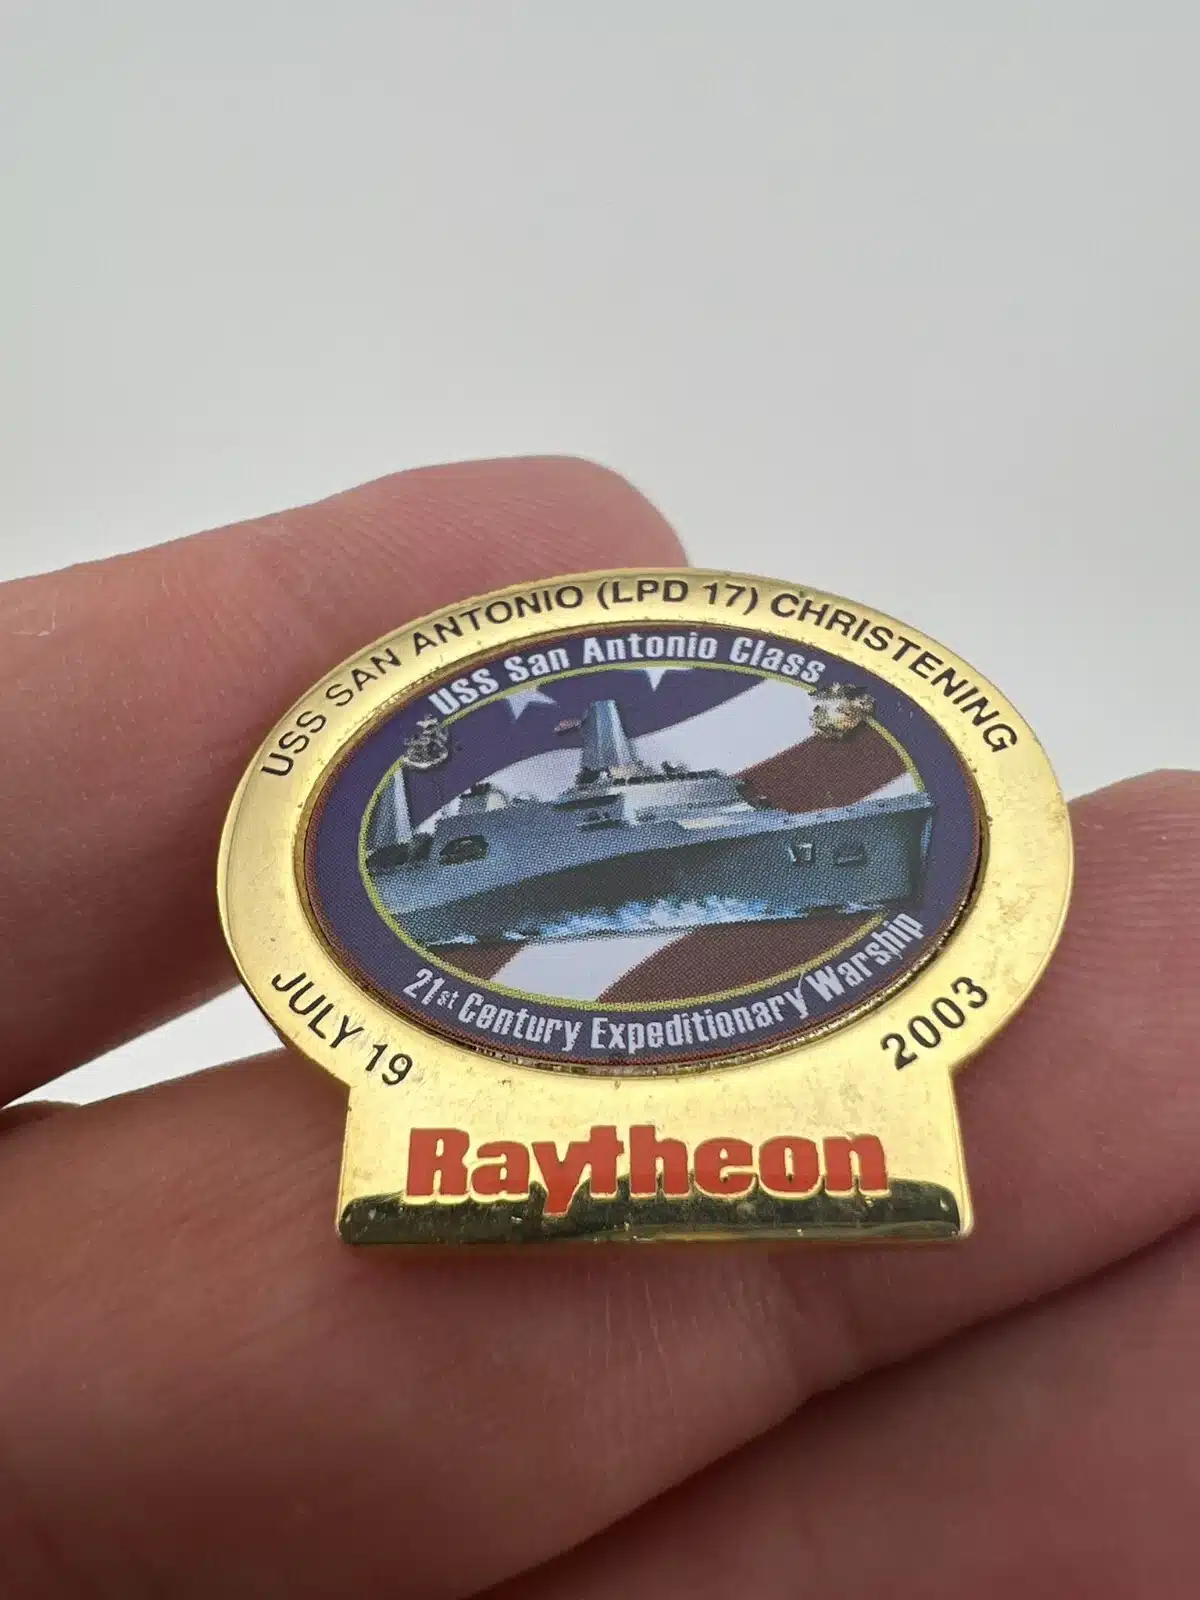 USS SAN ANTONIO (LPD 17) CHRISTENING
USS San Antonio Class
21st Century Expeditionary Warship
JULY 19
2003
Raytheon